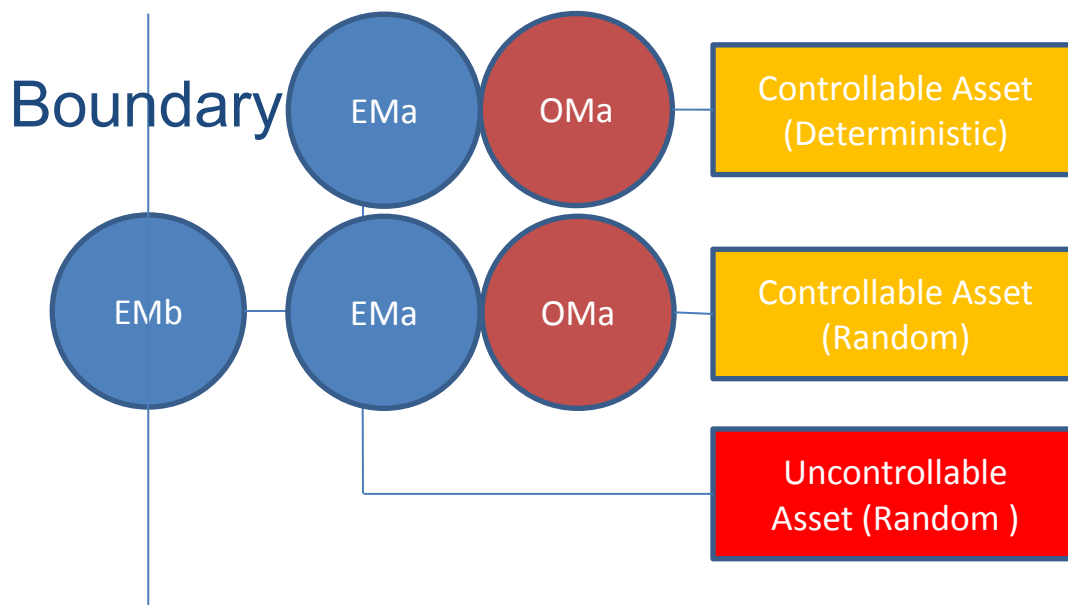 Boundary
EMa
OMa
Controllable Asset
(Deterministic)
EMb
EMa
OMa
Controllable Asset
(Random)
Uncontrollable
Asset (Random )